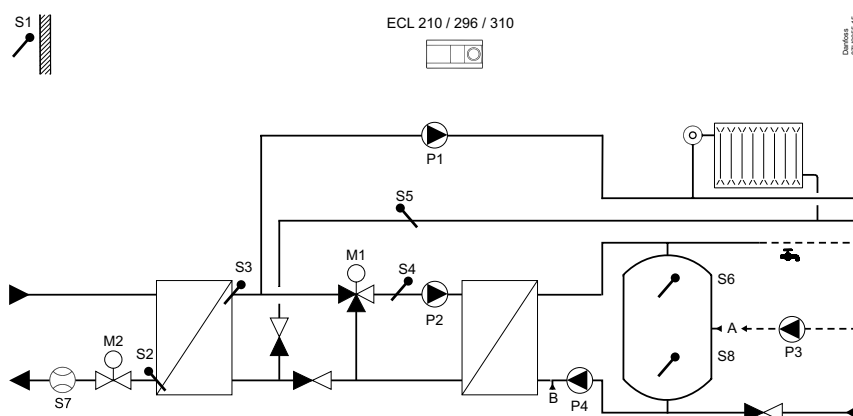 S1
ECL 210 / 296 / 310
Danfoss
P1
S5
M1
S3
S4
S6
M2
P2
A
S2
P3
S8
S7
B
P4